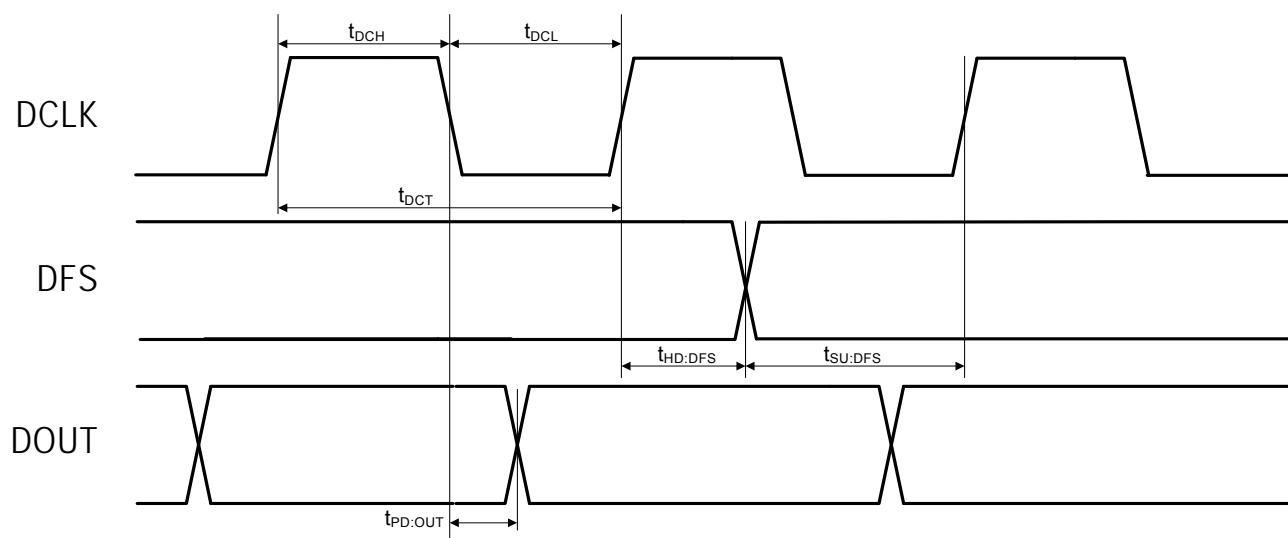 tDCH
tDCL
DCLK
tDCT
DFS
tHD:DFS
tSU:DFS
DOUT
tPD:OUT